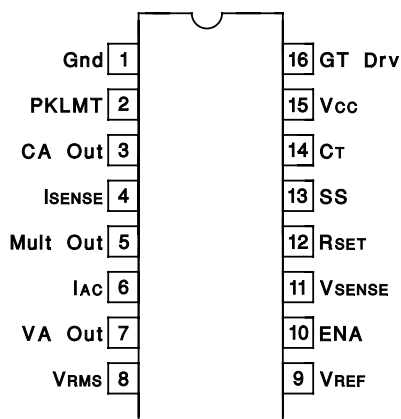 Gnd 1 16 GT Drv
PKLMT 2 15 VCC
CA Out 3 14 CT
ISENSE 4 13 SS
Mult Out 5 12 RSET
IAC 6 11 VSENSE
VA Out 7 10 ENA
VRMS 8 9 VREF